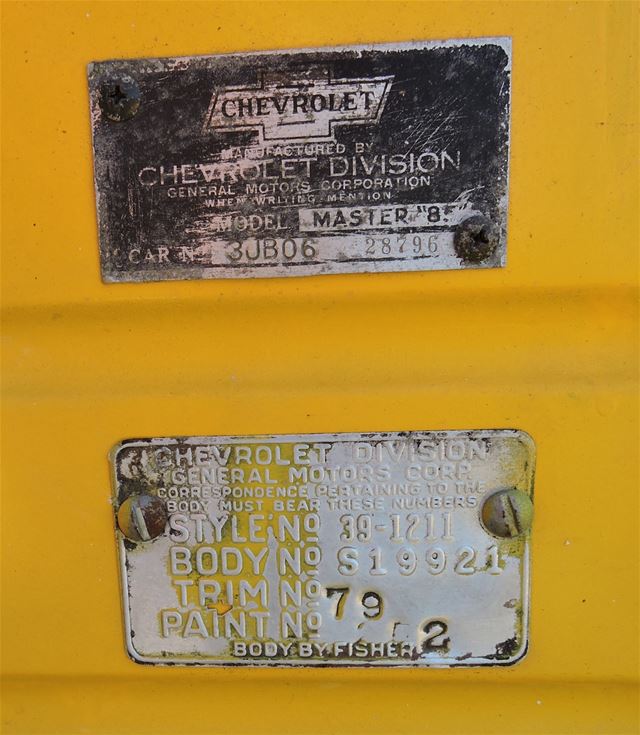 CHEVROLET
MANUFACTURED BY
CHEVROLET DIVISION
GENERAL MOTORS CORPORATION
WHEN WRITING MENTION
MODEL MASTER "85"
CAR No 3JB06 28796
CHEVROLET DIVISION
GENERAL MOTORS CORP.
CORRESPONDENCE PERTAINING TO THE
BODY MUST BEAR THESE NUMBERS
STYLE No 39-1211
BODY No S19921
TRIM No 79
PAINT No 2
BODY BY FISHER